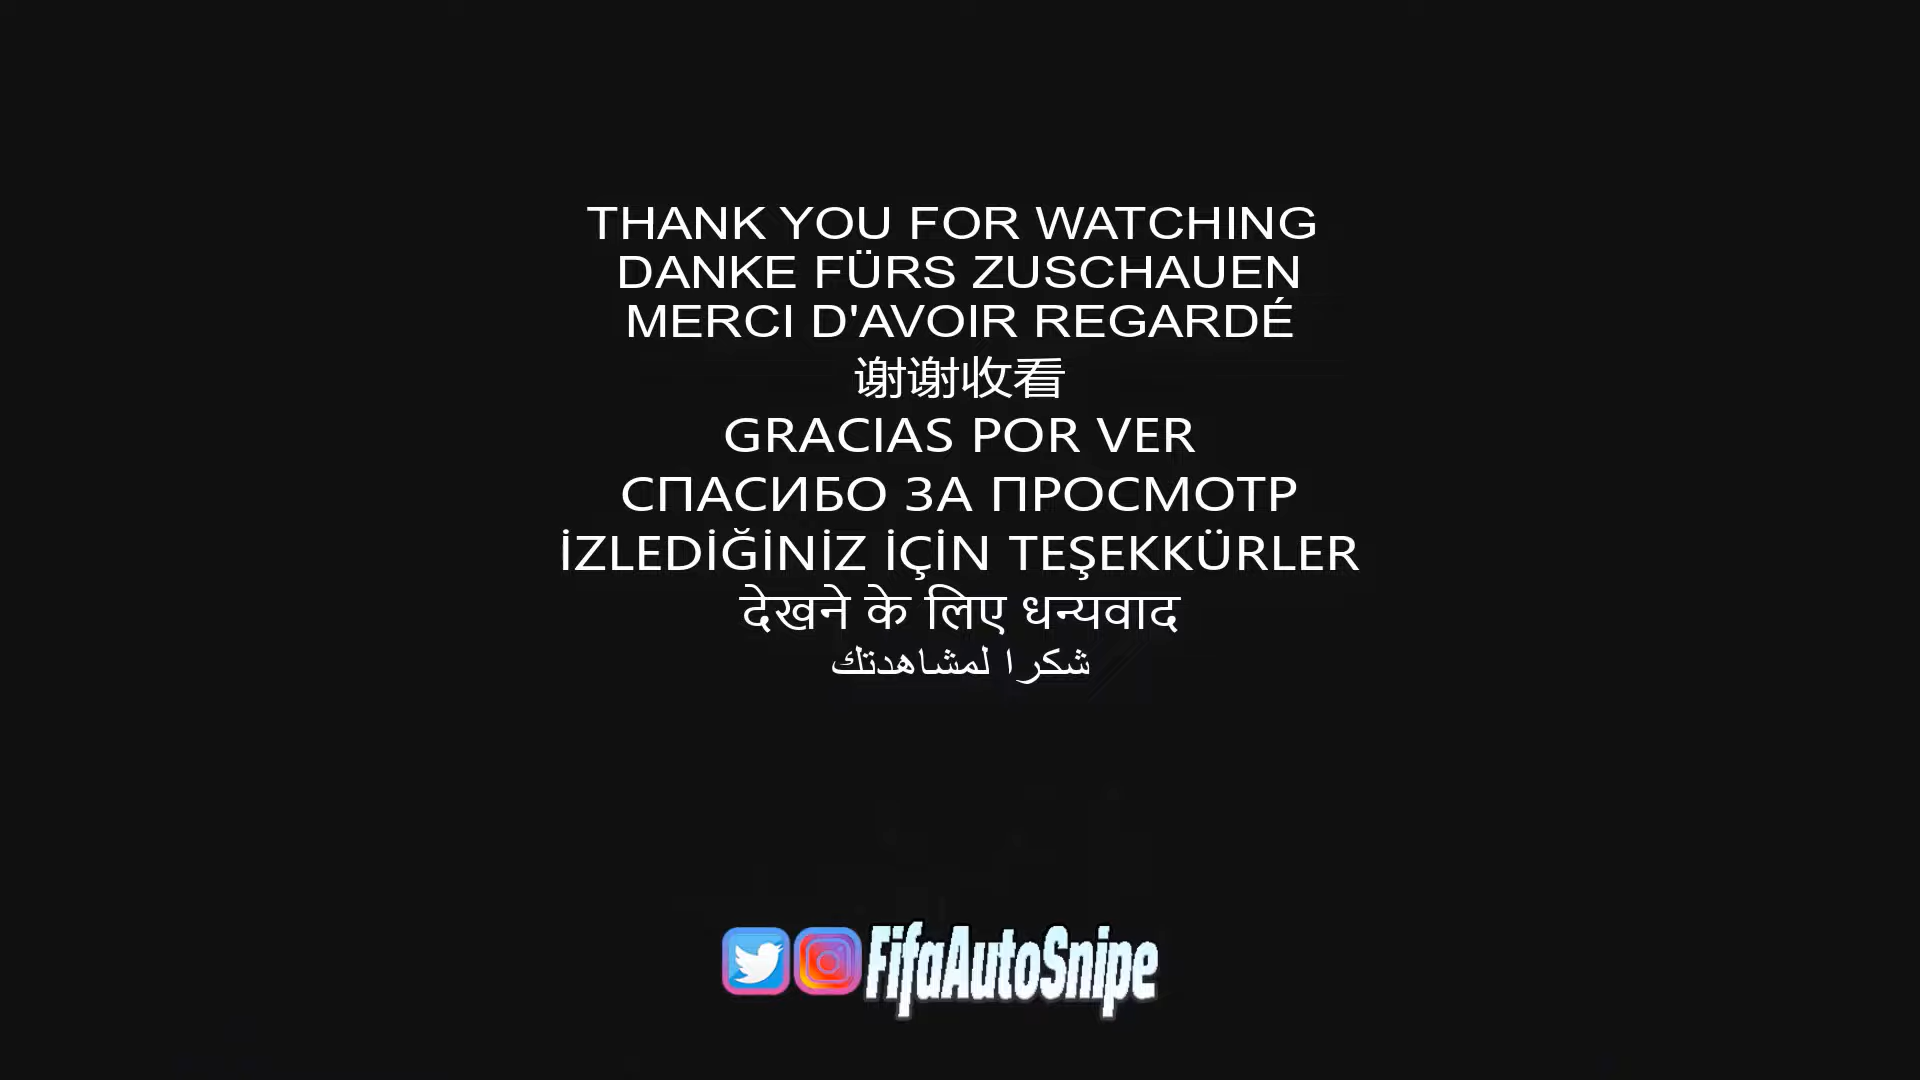 THANK YOU FOR WATCHING
DANKE FÜRS ZUSCHAUEN
MERCI D'AVOIR REGARDÉ
谢谢收看
GRACIAS POR VER
СПАСИБО ЗА ПРОСМОТР
İZLEDİĞİNİZ İÇİN TEŞEKKÜRLER
देखने के लिए धन्यवाद
شكرا لمشاهدتك
FifaAutoSnipe